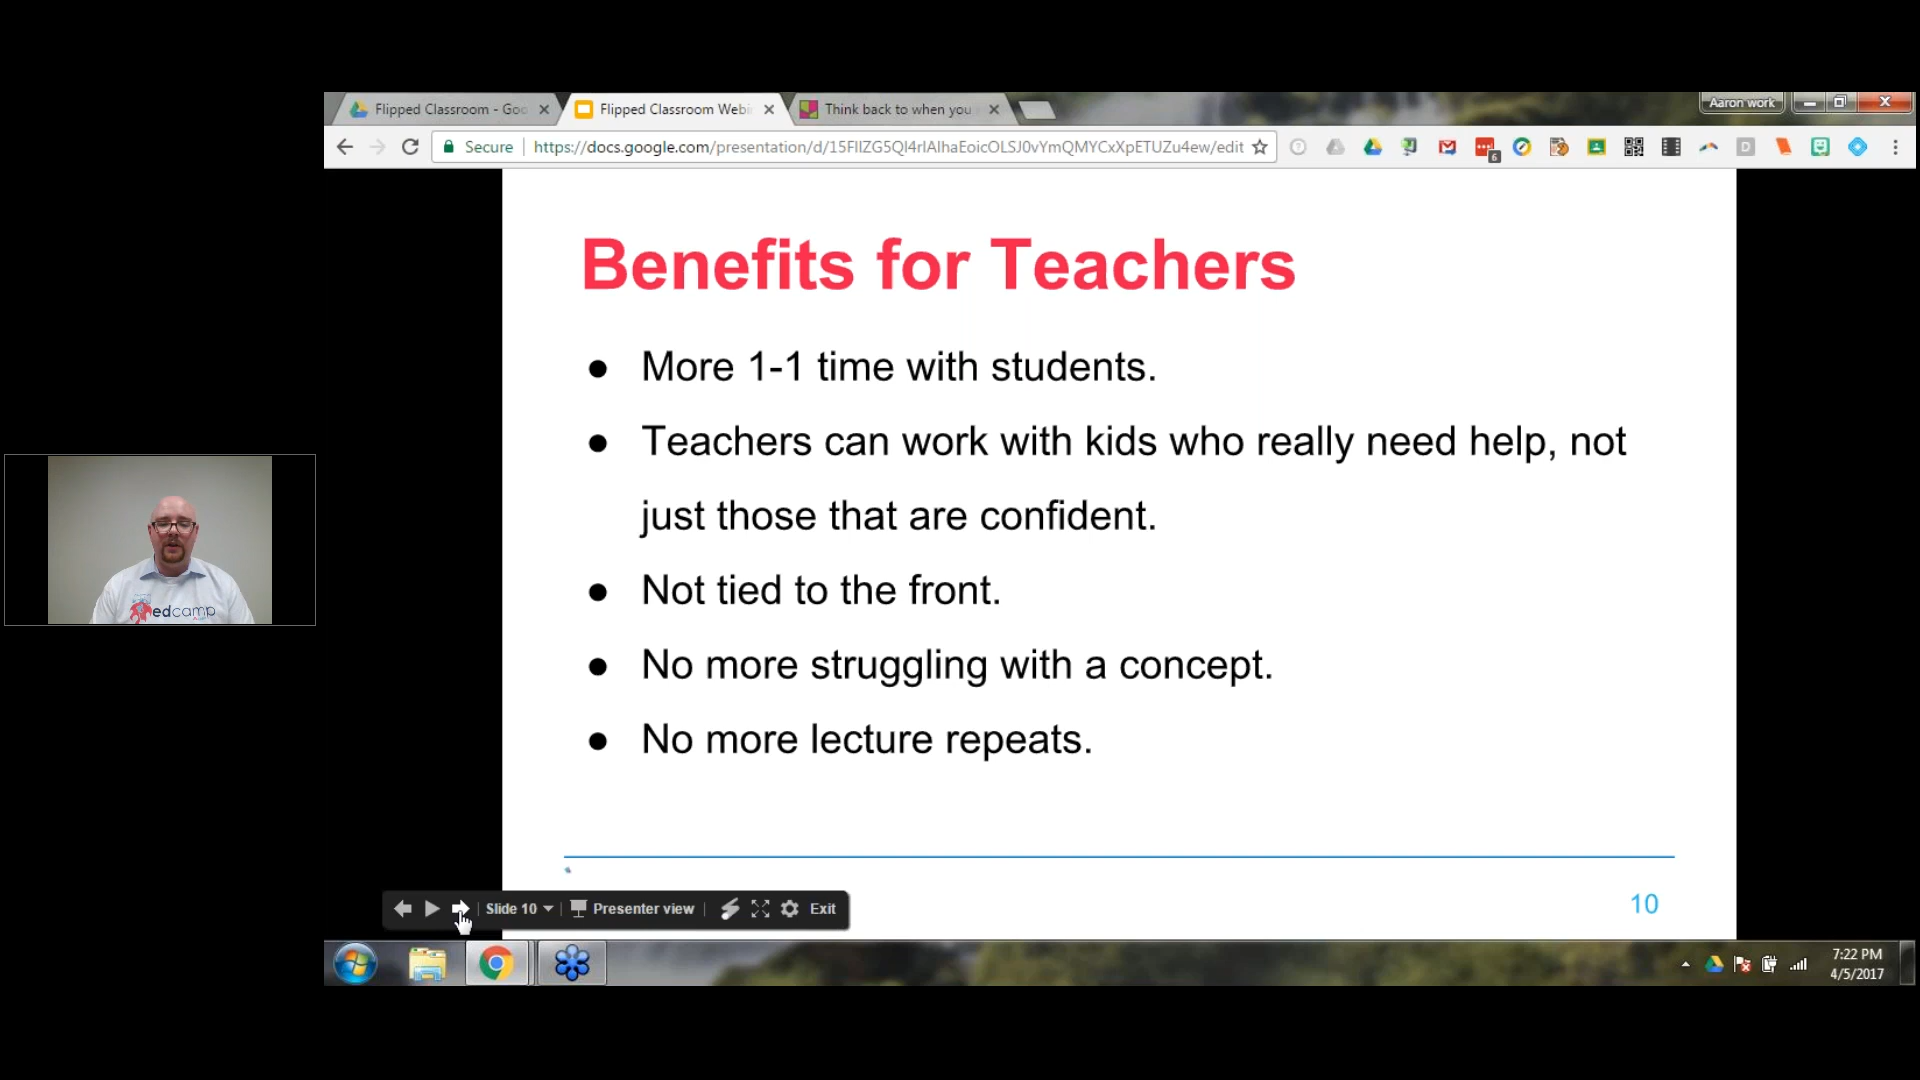 Flipped Classroom - Goo
Flipped Classroom Webi
Think back to when you
Aaron work
Secure
https://docs.google.com/presentation/d/15FIlZG5Ql4rlAlhaEoicOLSJ0vYmQMYCxXpETUZu4ew/edit
6
D
Benefits for Teachers
● More 1-1 time with students.
● Teachers can work with kids who really need help, not
just those that are confident.
● Not tied to the front.
● No more struggling with a concept.
● No more lecture repeats.
edcamp
Slide 10
Presenter view
Exit
10
7:22 PM
4/5/2017